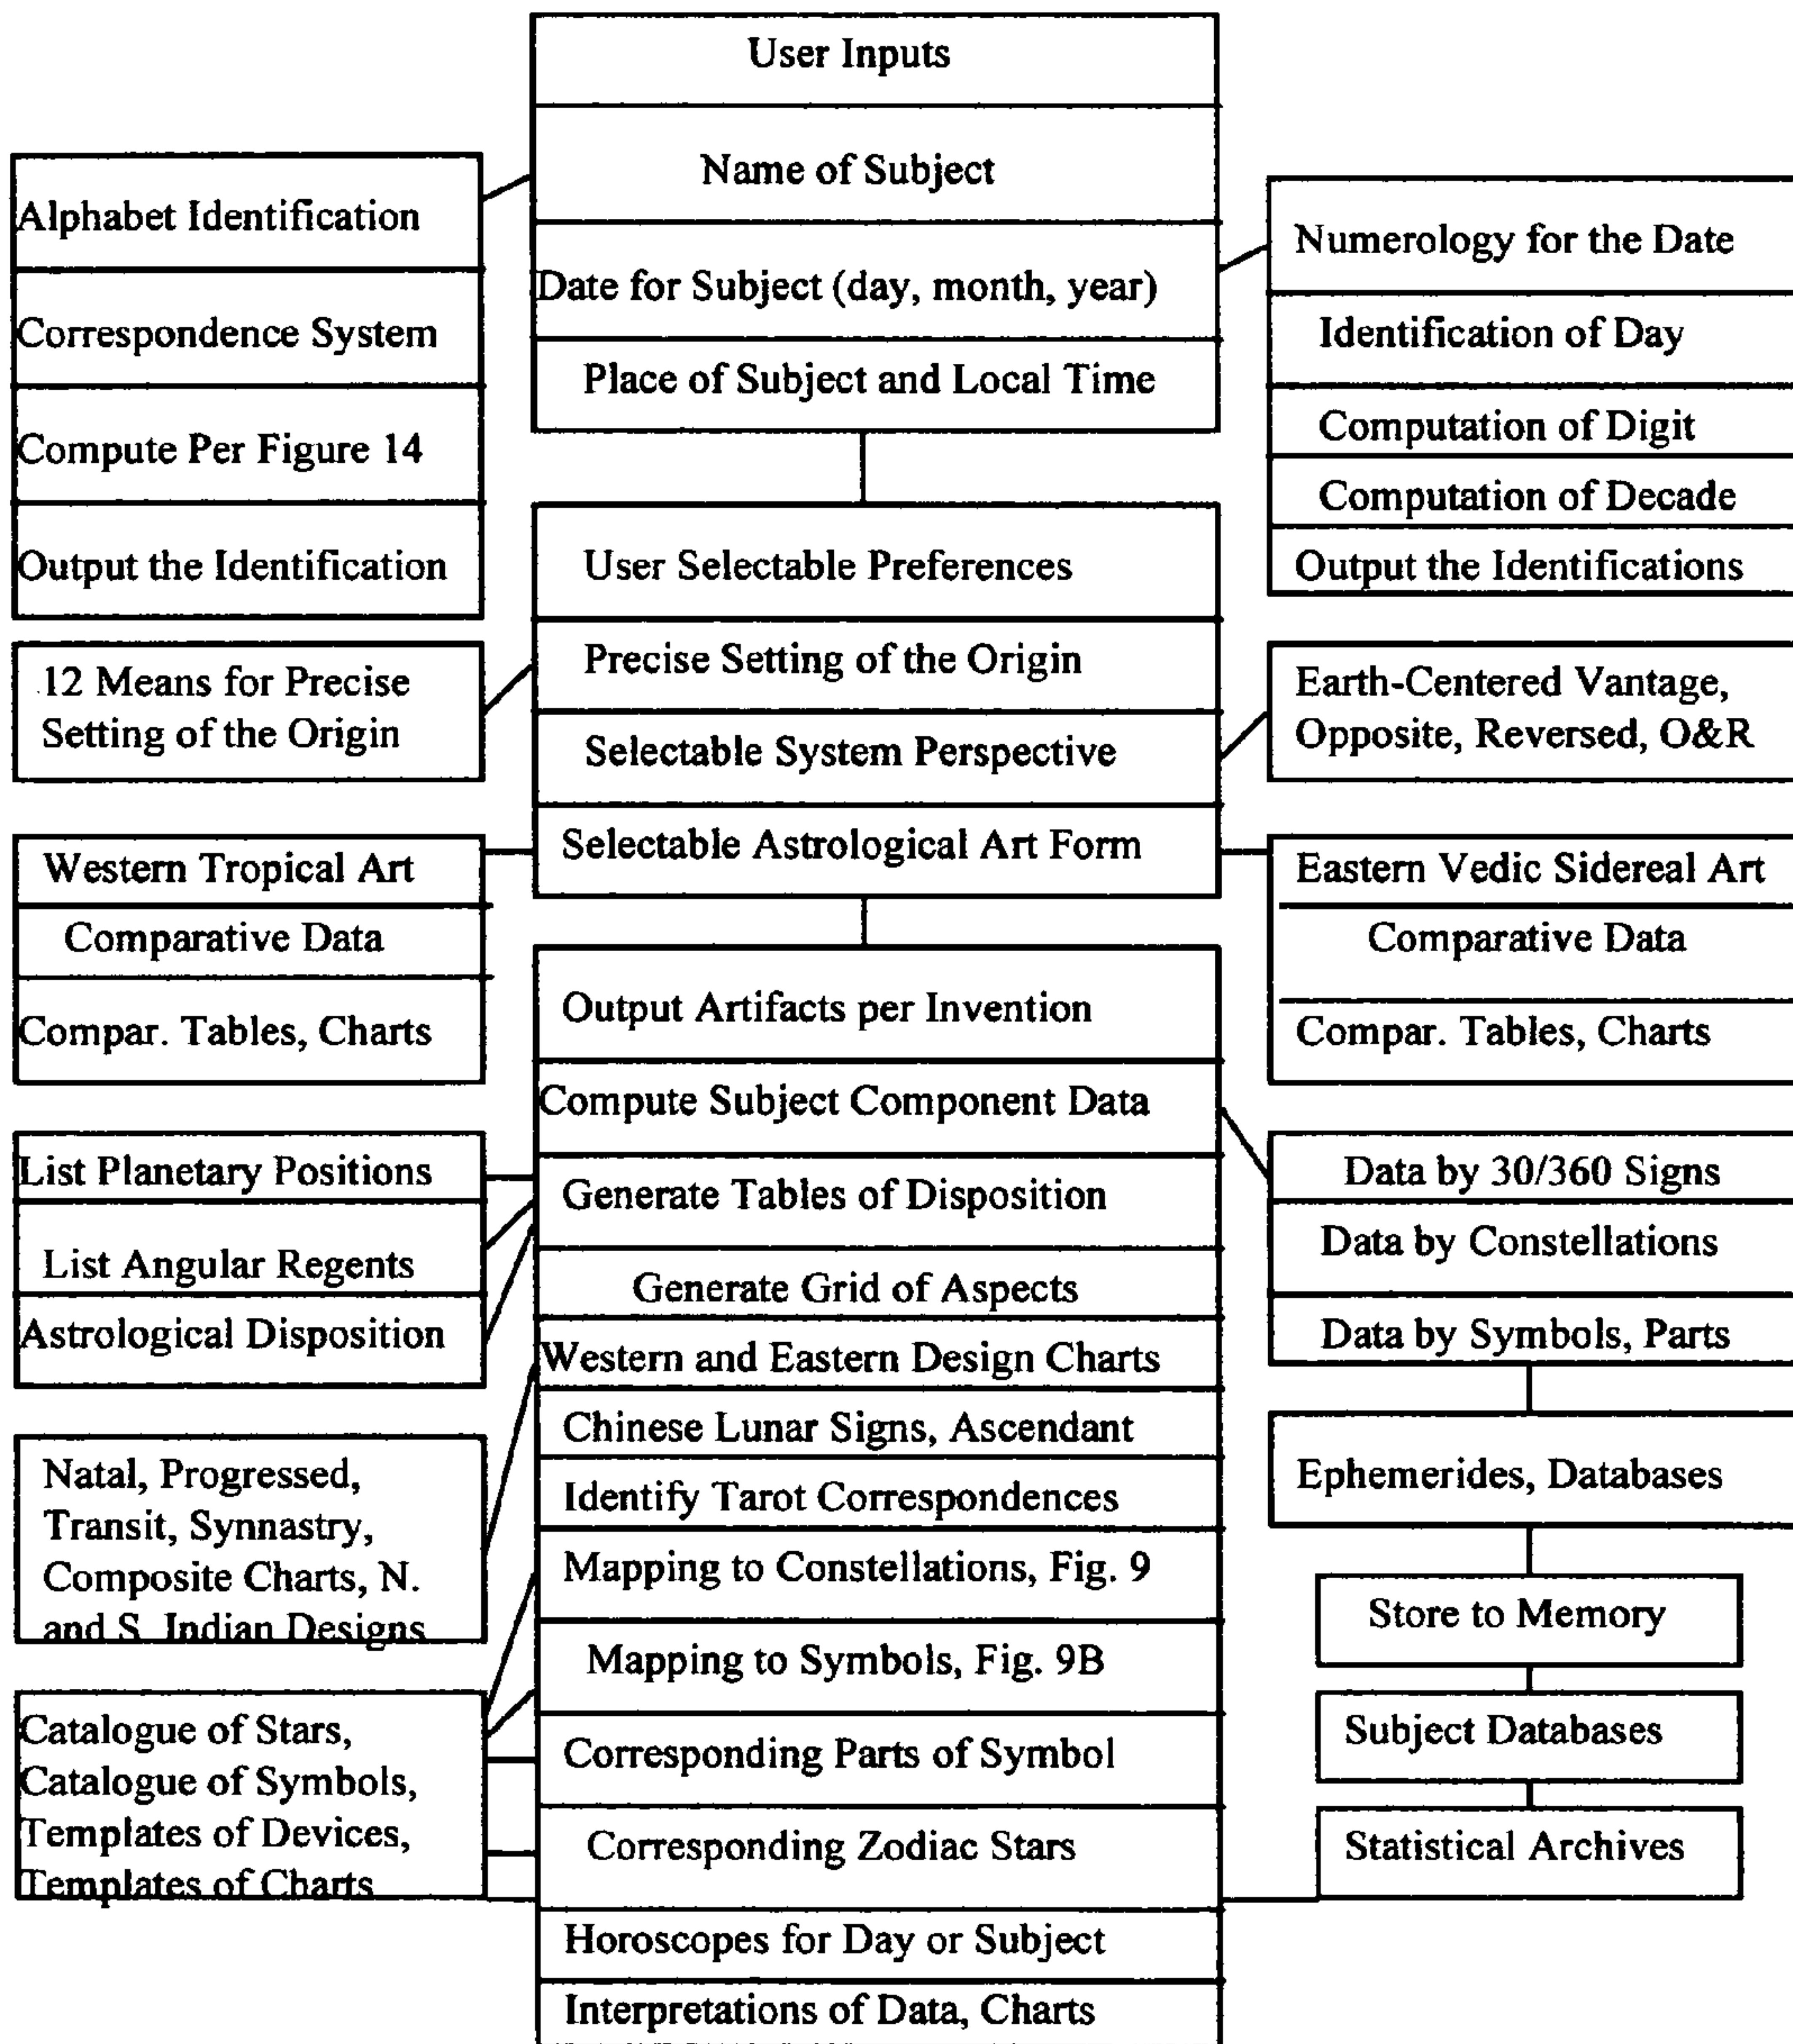 User Inputs
Name of Subject
Date for Subject (day, month, year)
Place of Subject and Local Time
Alphabet Identification
Correspondence System
Compute Per Figure 14
Output the Identification
Numerology for the Date
Identification of Day
Computation of Digit
Computation of Decade
Output the Identifications
User Selectable Preferences
Precise Setting of the Origin
Selectable System Perspective
Selectable Astrological Art Form
12 Means for Precise
Setting of the Origin
Earth-Centered Vantage,
Opposite, Reversed, O&R
Western Tropical Art
Comparative Data
Compar. Tables, Charts
Eastern Vedic Sidereal Art
Comparative Data
Compar. Tables, Charts
Output Artifacts per Invention
Compute Subject Component Data
Generate Tables of Disposition
Generate Grid of Aspects
Western and Eastern Design Charts
Chinese Lunar Signs, Ascendant
Identify Tarot Correspondences
Mapping to Constellations, Fig. 9
Mapping to Symbols, Fig. 9B
Corresponding Parts of Symbol
Corresponding Zodiac Stars
Horoscopes for Day or Subject
Interpretations of Data, Charts
List Planetary Positions
List Angular Regents
Astrological Disposition
Natal, Progressed,
Transit, Synnastry,
Composite Charts, N.
and S. Indian Designs
Catalogue of Stars,
Catalogue of Symbols,
Templates of Devices,
Templates of Charts
Data by 30/360 Signs
Data by Constellations
Data by Symbols, Parts
Ephemerides, Databases
Store to Memory
Subject Databases
Statistical Archives